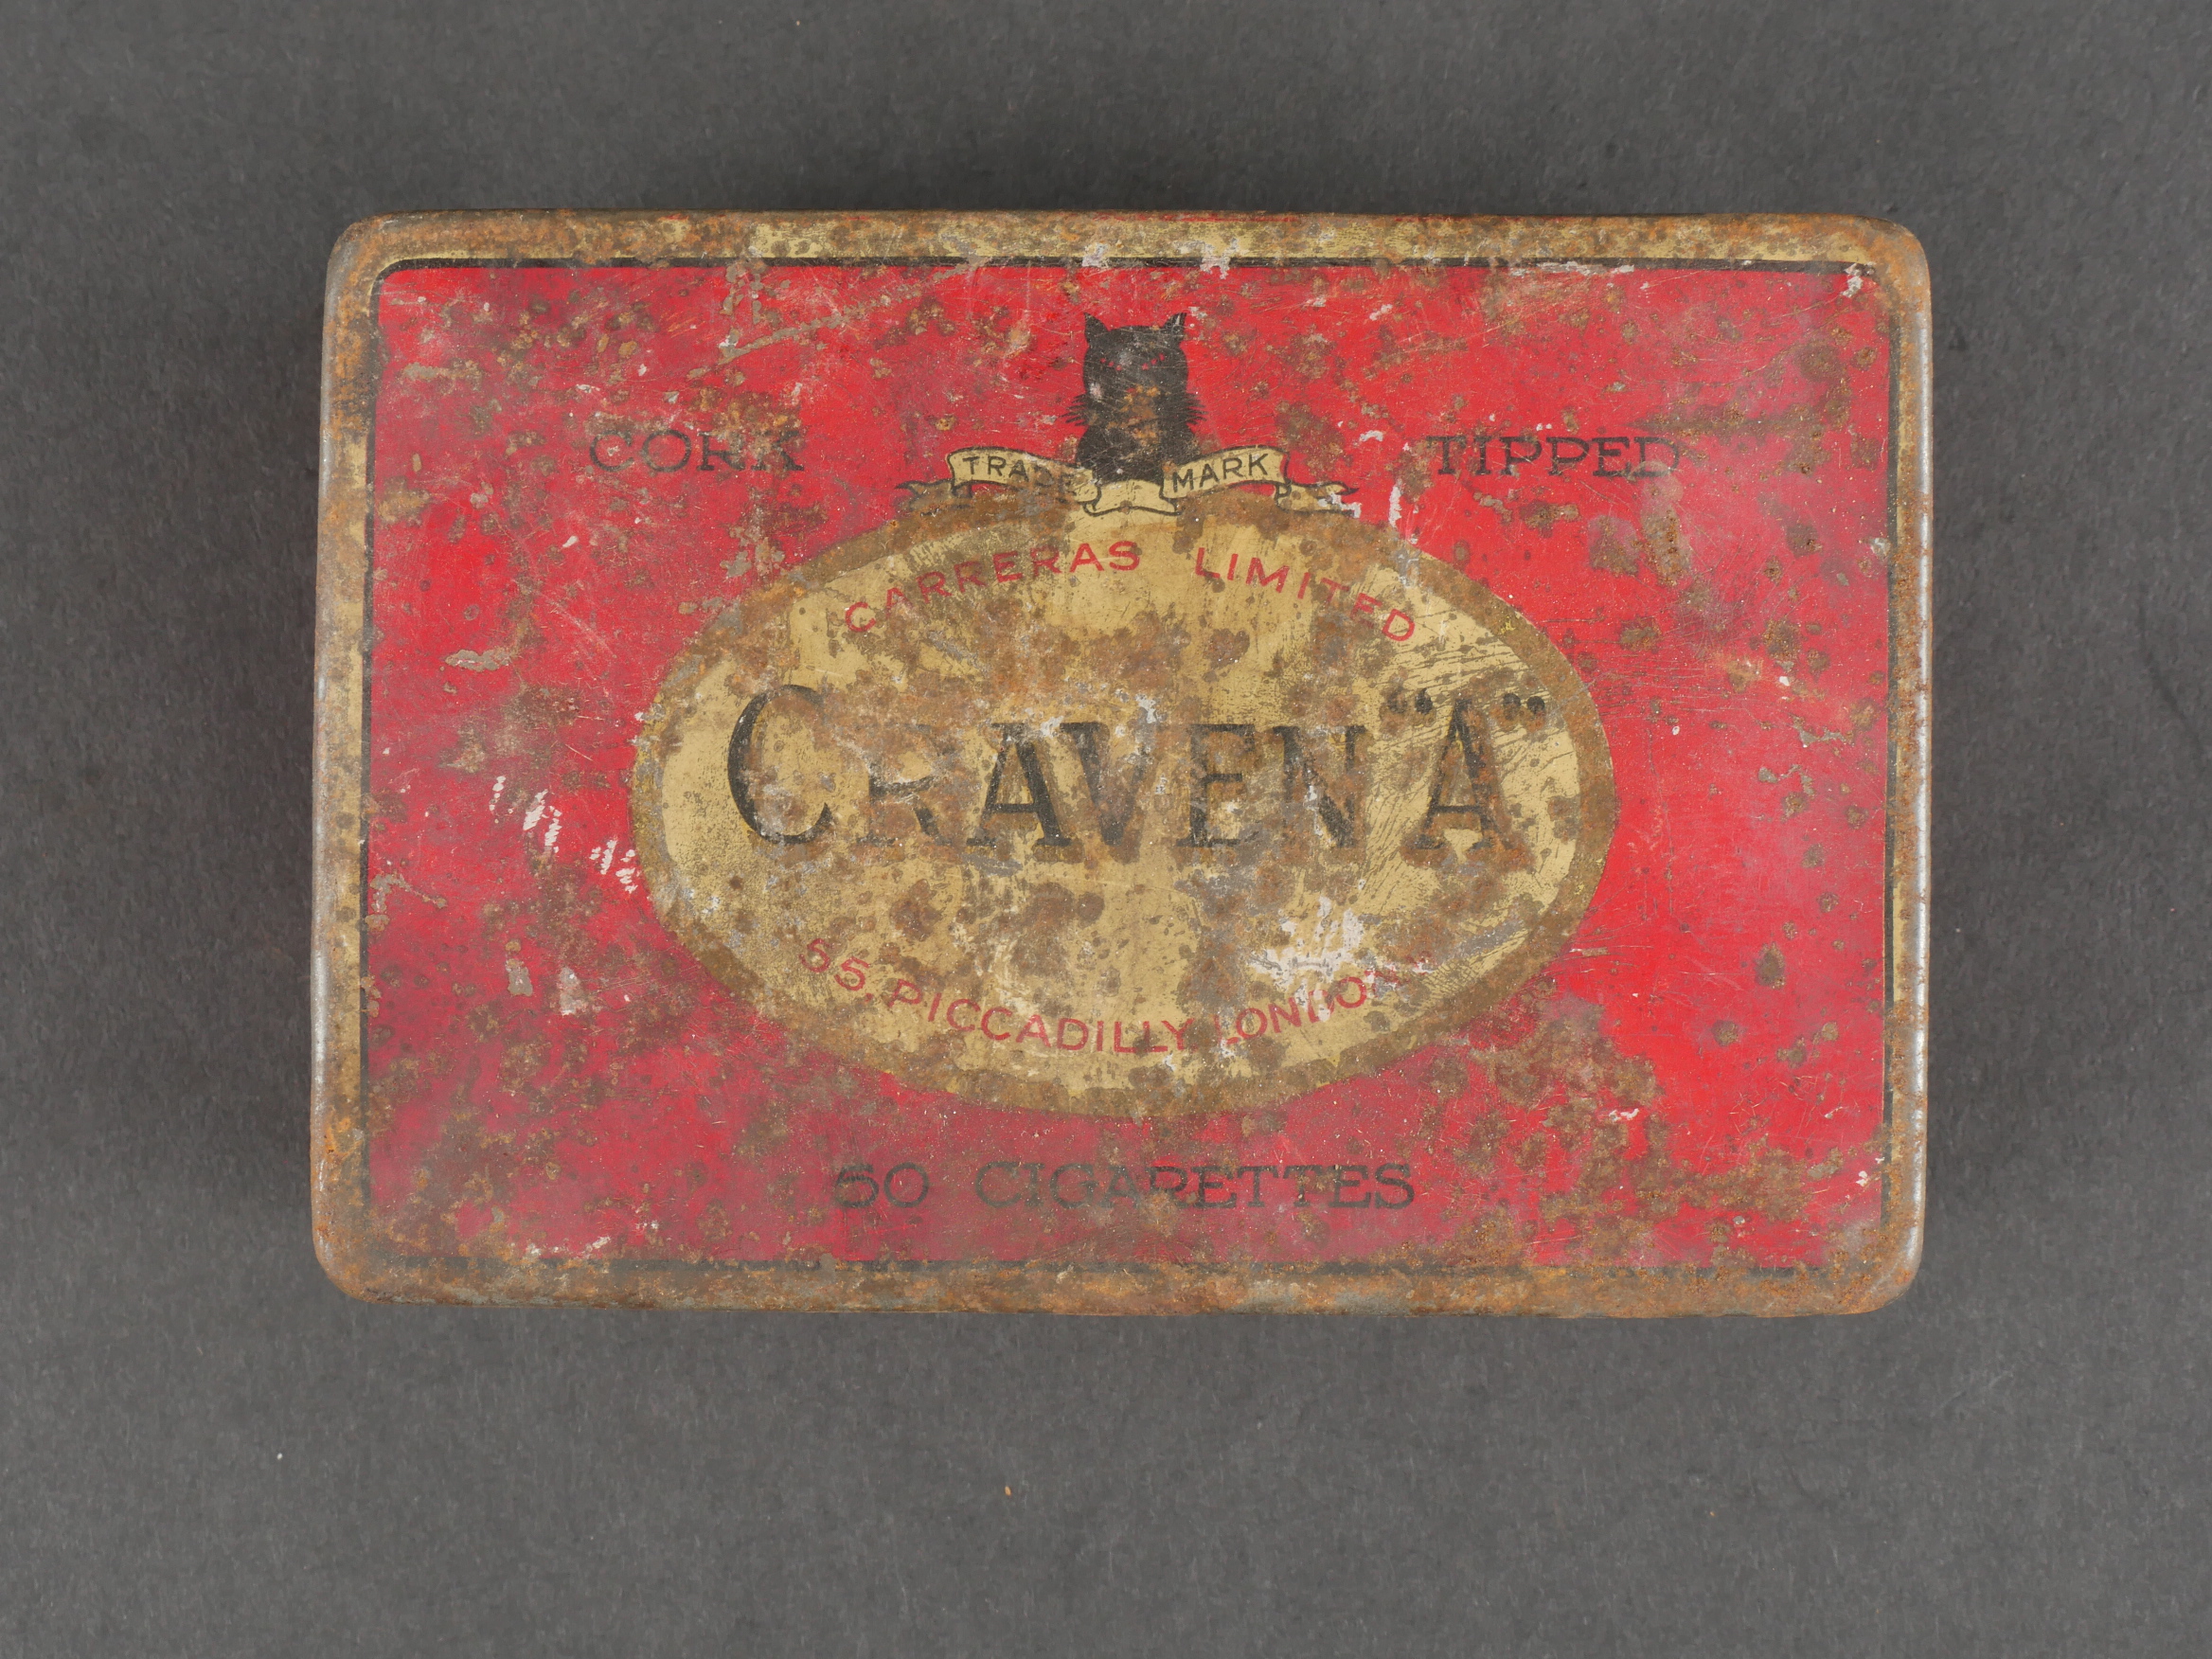 CORK TIPPED
TRADE MARK
CARRERAS LIMITED
CRAVEN "A"
55, PICCADILLY, LONDON
50 CIGARETTES